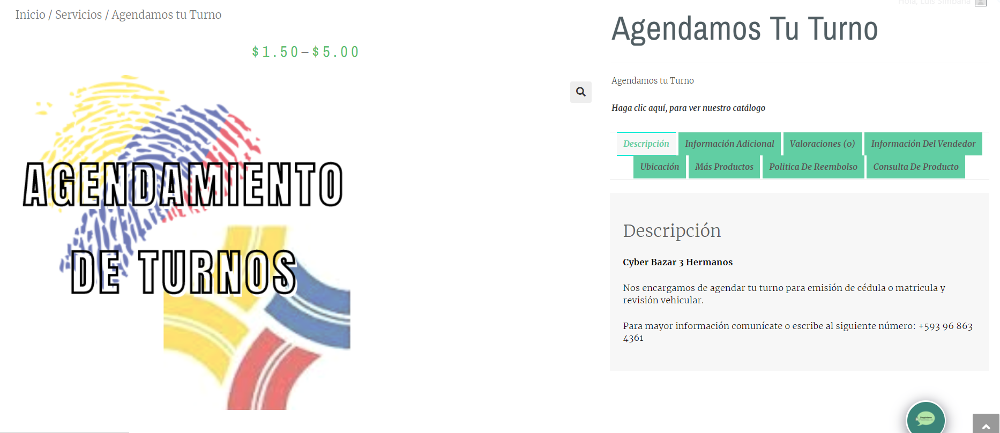 Hola, Luis Simbaña
Inicio / Servicios / Agendamos tu Turno
$1.50–$5.00
AGENDAMIENTO
DE TURNOS
Agendamos Tu Turno
Agendamos tu Turno
Haga clic aquí, para ver nuestro catálogo
Descripción Información Adicional Valoraciones (0) Información Del Vendedor
Ubicación Más Productos Politica De Reembolso Consulta De Producto
Descripción
Cyber Bazar 3 Hermanos
Nos encargamos de agendar tu turno para emisión de cédula o matricula y
revisión vehicular.
Para mayor información comunícate o escribe al siguiente número: +593 96 863
4361